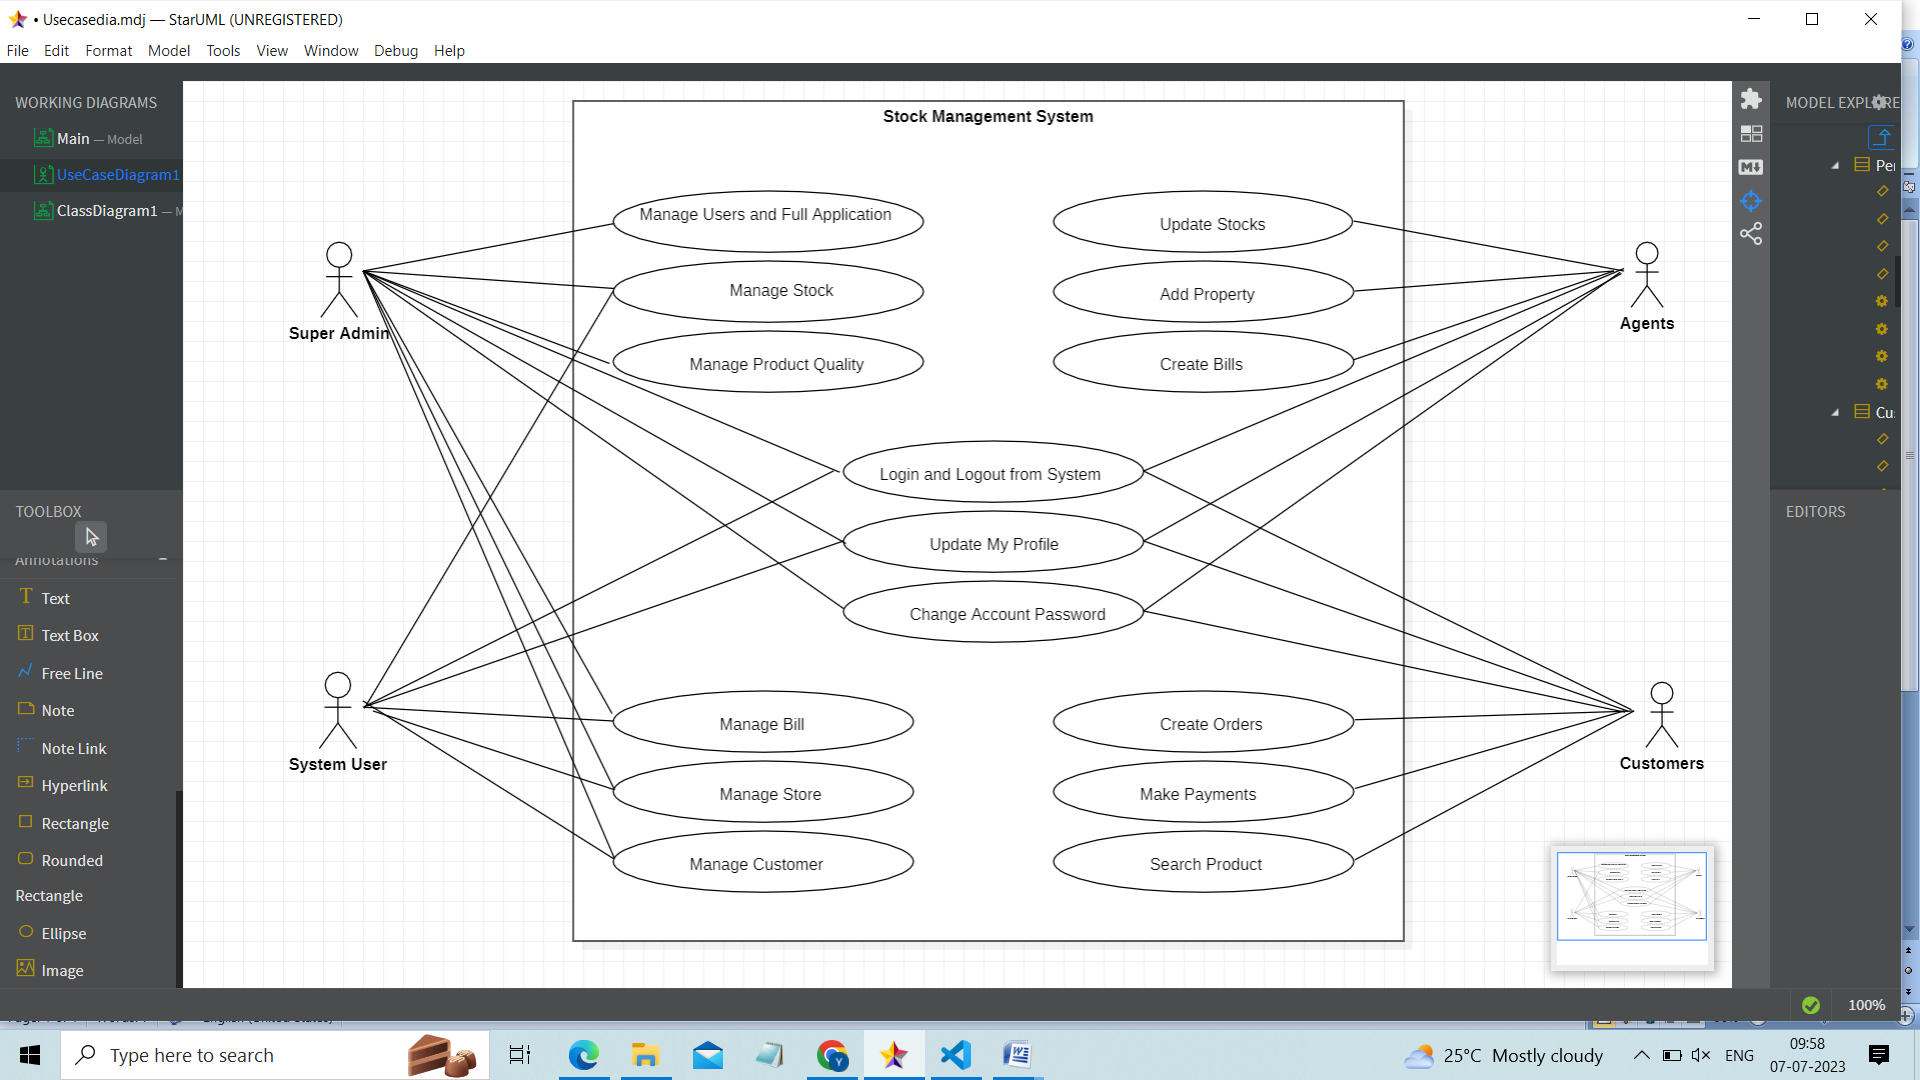 • Usecasedia.mdj — StarUML (UNREGISTERED)
File Edit Format Model Tools View Window Debug Help
WORKING DIAGRAMS
Main — Model
UseCaseDiagram1
ClassDiagram1 — M
TOOLBOX
Annotations
Text
Text Box
Free Line
Note
Note Link
Hyperlink
Rectangle
Rounded
Rectangle
Ellipse
Image
Stock Management System
Manage Users and Full Application
Manage Stock
Manage Product Quality
Update Stocks
Add Property
Create Bills
Super Admin
Agents
Login and Logout from System
Update My Profile
Change Account Password
System User
Customers
Manage Bill
Manage Store
Manage Customer
Create Orders
Make Payments
Search Product
MODEL EXPLORE
Per
Cu
EDITORS
100%
Type here to search
25°C Mostly cloudy
ENG
09:58
07-07-2023